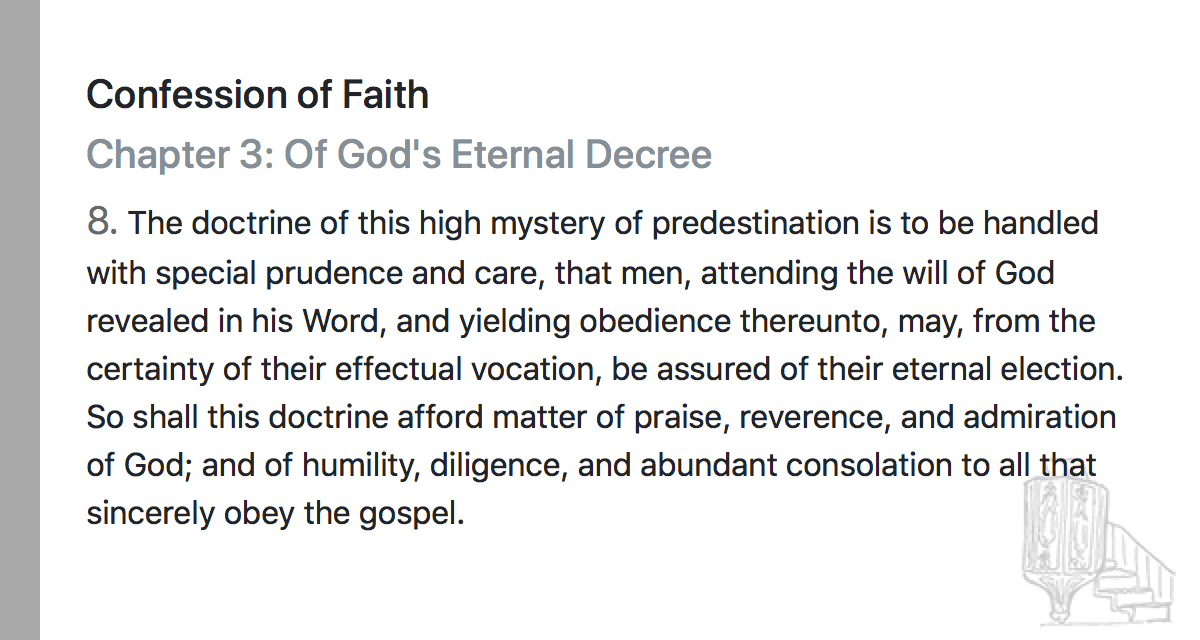 Confession of Faith
Chapter 3: Of God's Eternal Decree
8. The doctrine of this high mystery of predestination is to be handled
with special prudence and care, that men, attending the will of God
revealed in his Word, and yielding obedience thereunto, may, from the
certainty of their effectual vocation, be assured of their eternal election.
So shall this doctrine afford matter of praise, reverence, and admiration
of God; and of humility, diligence, and abundant consolation to all that
sincerely obey the gospel.